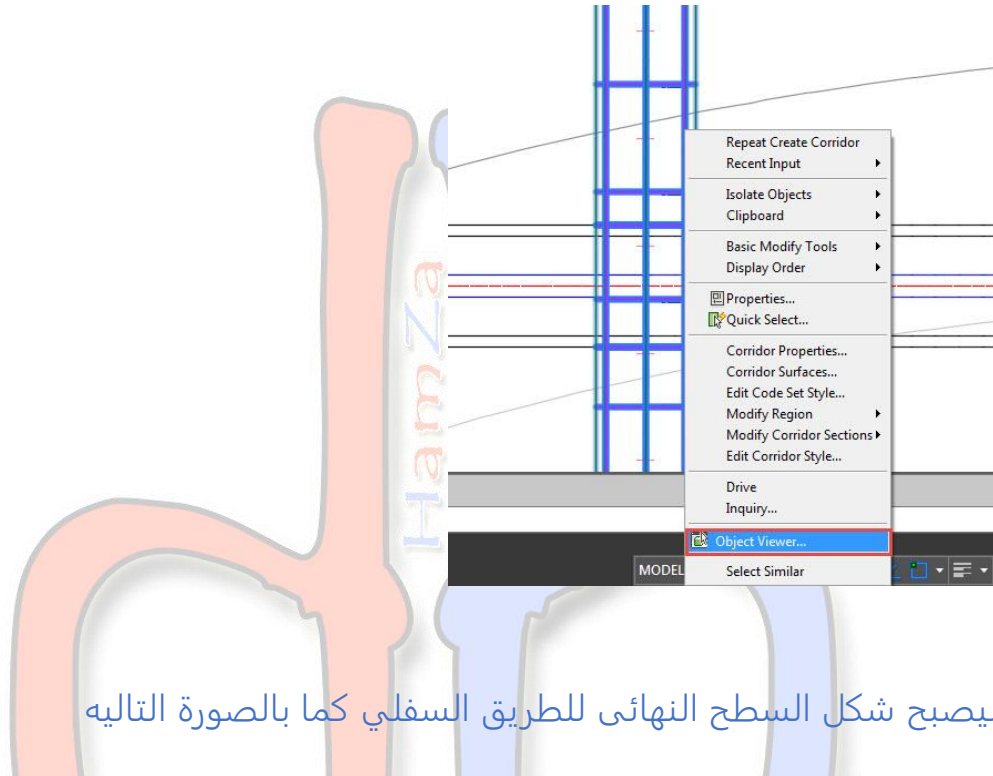 Repeat Create Corridor
Recent Input
Isolate Objects
Clipboard
Basic Modify Tools
Display Order
Properties...
Quick Select...
Corridor Properties...
Corridor Surfaces...
Edit Code Set Style...
Modify Region
Modify Corridor Sections
Edit Corridor Style...
Drive
Inquiry...
Object Viewer...
MODEL
Select Similar
HamZa
ليصبح شكل السطح النهائى للطريق السفلي كما بالصورة التاليه